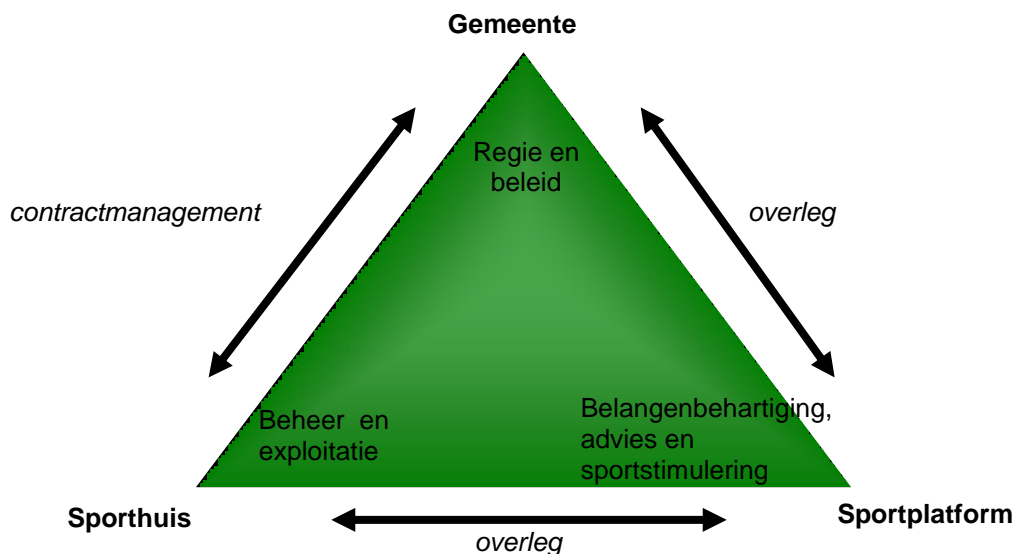 Gemeente
Regie en
beleid
contractmanagement
overleg
Beheer en
exploitatie
Belangenbehartiging,
advies en
sportstimulering
Sporthuis
Sportplatform
overleg